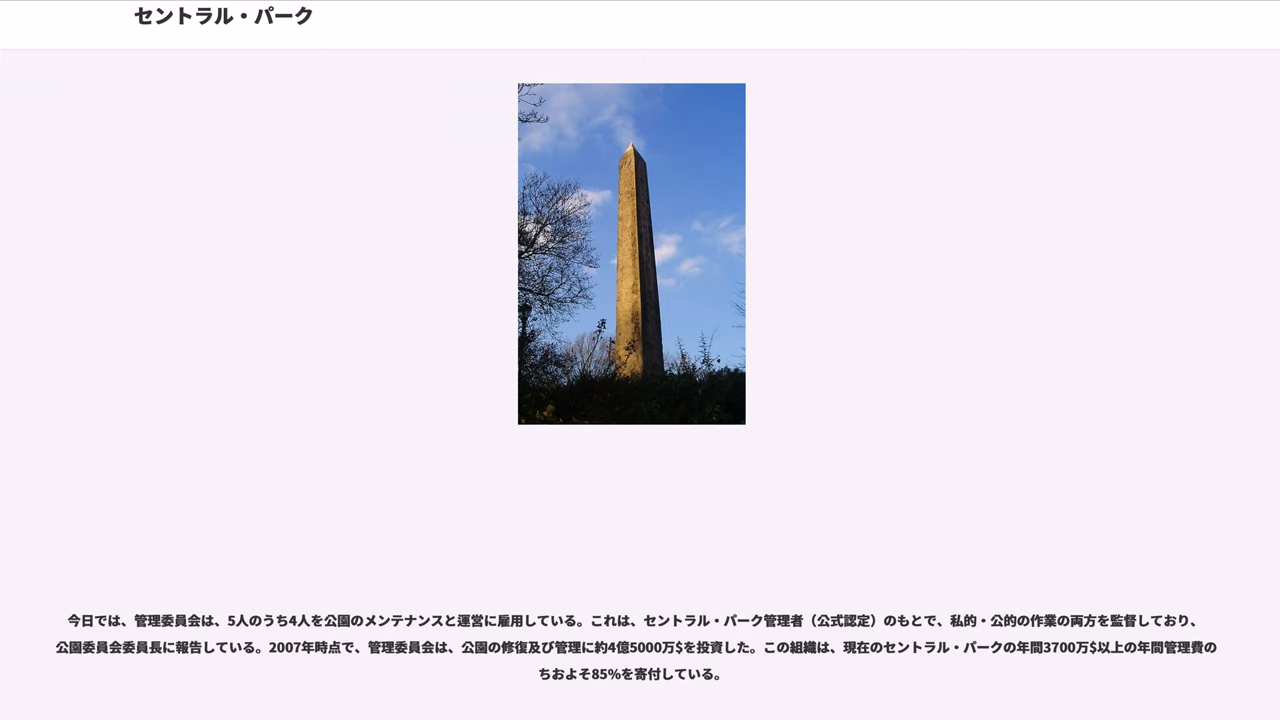 セントラル・パーク
今日では、管理委員会は、5人のうち4人を公園のメンテナンスと運営に雇用している。これは、セントラル・パーク管理者（公式認定）のもとで、私的・公的の作業の両方を監督しており、
公園委員会委員長に報告している。2007年時点で、管理委員会は、公園の修復及び管理に約4億5000万$を投資した。この組織は、現在のセントラル・パークの年間3700万$以上の年間管理費の
ちおよそ85%を寄付している。